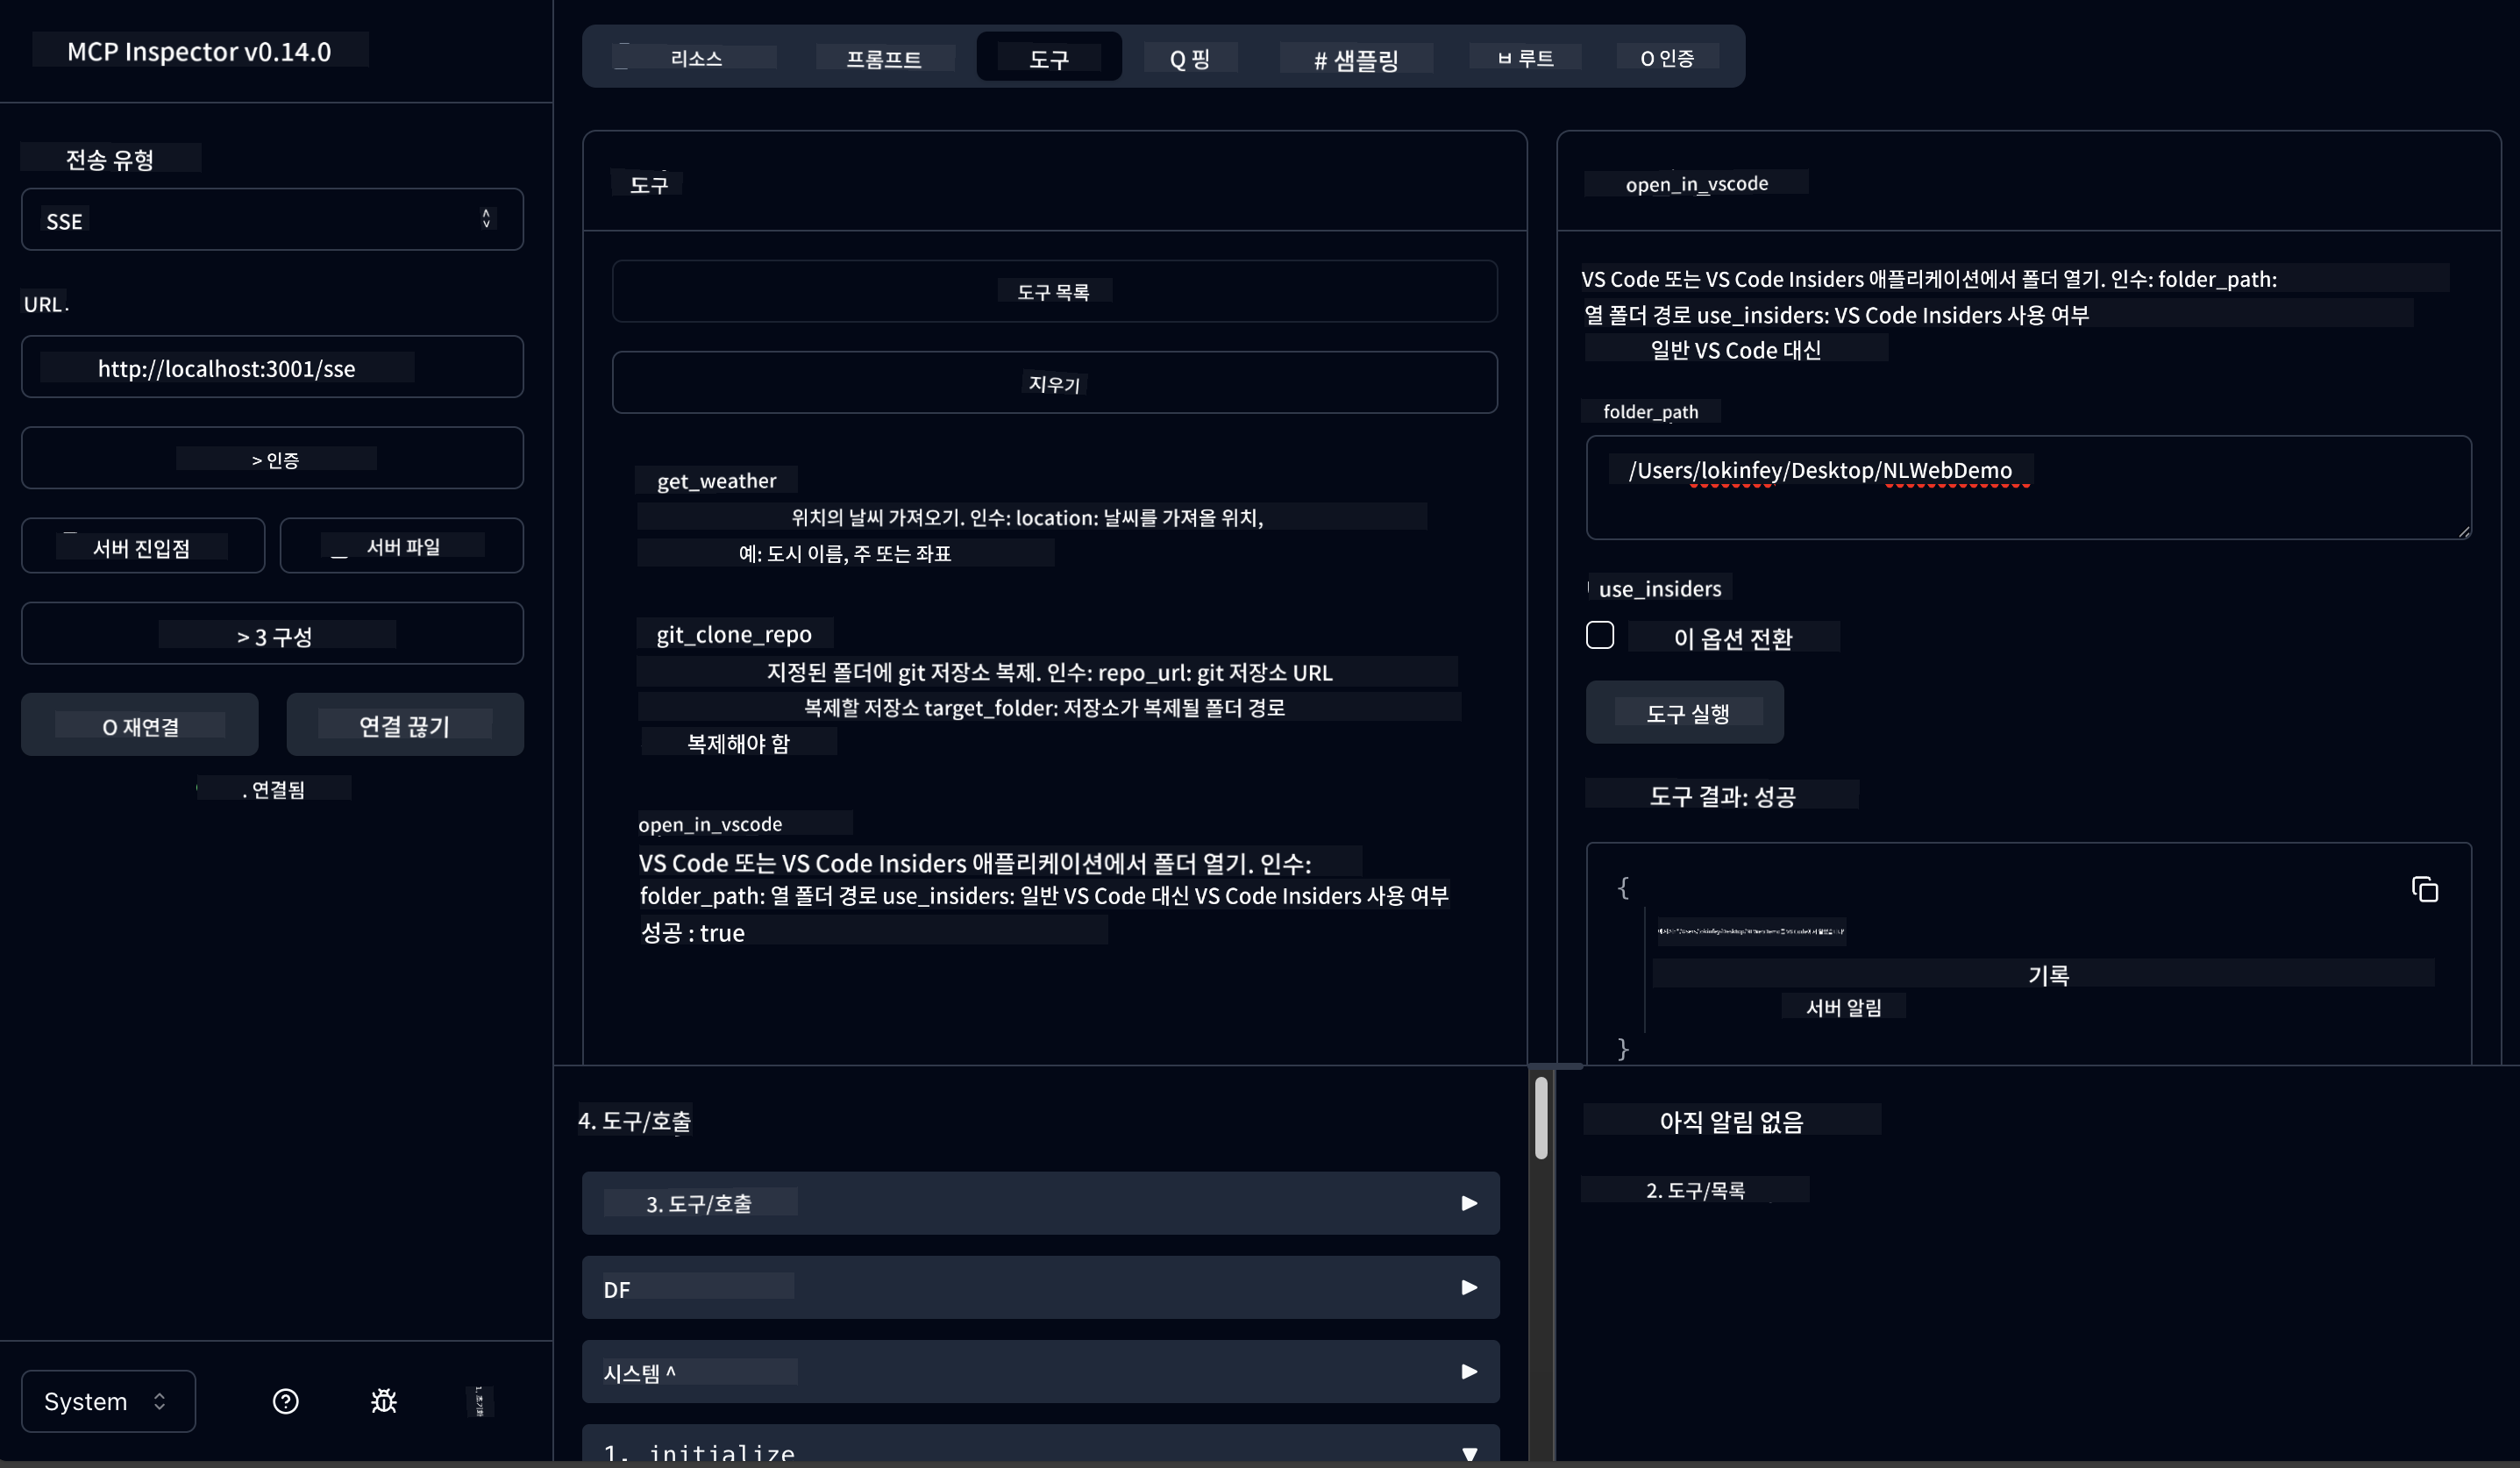 MCP Inspector v0.14.0
전송 유형
SSE
URL.
http://localhost:3001/sse
> 인증
서버 진입점
서버 파일
> 3 구성
O 재연결
연결 끊기
. 연결됨
System
리소스
프롬프트
도구
Q 핑
# 샘플링
ㅂ 루트
O 인증
도구
도구 목록
지우기
get_weather
위치의 날씨 가져오기. 인수: location: 날씨를 가져올 위치,
예: 도시 이름, 주 또는 좌표
git_clone_repo
지정된 폴더에 git 저장소 복제. 인수: repo_url: git 저장소 URL
복제할 저장소 target_folder: 저장소가 복제될 폴더 경로
복제해야 함
open_in_vscode
VS Code 또는 VS Code Insiders 애플리케이션에서 폴더 열기. 인수:
folder_path: 열 폴더 경로 use_insiders: 일반 VS Code 대신 VS Code Insiders 사용 여부
성공 : true
open_in_vscode
VS Code 또는 VS Code Insiders 애플리케이션에서 폴더 열기. 인수: folder_path:
열 폴더 경로 use_insiders: VS Code Insiders 사용 여부
일반 VS Code 대신
folder_path
/Users/lokinfey/Desktop/NLWebDemo
use_insiders
이 옵션 전환
도구 실행
도구 결과: 성공
{
기록
서버 알림
}
4. 도구/호출
3. 도구/호출
DF
시스템 ^
1. initialize
아직 알림 없음
2. 도구/목록